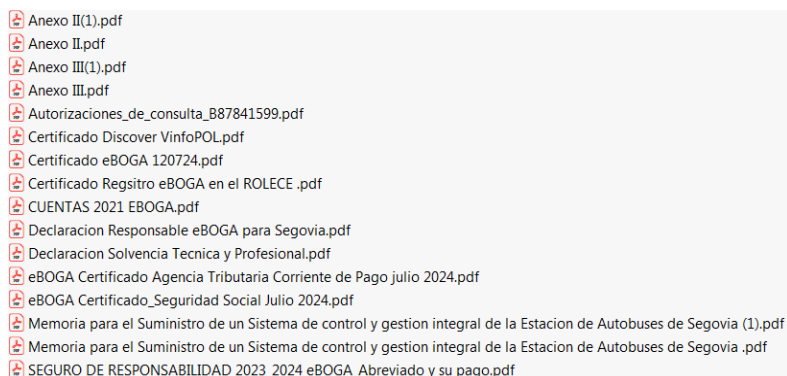 Anexo II(1).pdf
Anexo II.pdf
Anexo III(1).pdf
Anexo III.pdf
Autorizaciones_de_consulta_B87841599.pdf
Certificado Discover VinfoPOL.pdf
Certificado eBOGA 120724.pdf
Certificado Regsitro eBOGA en el ROLECE .pdf
CUENTAS 2021 EBOGA.pdf
Declaracion Responsable eBOGA para Segovia.pdf
Declaracion Solvencia Tecnica y Profesional.pdf
eBOGA Certificado Agencia Tributaria Corriente de Pago julio 2024.pdf
eBOGA Certificado_Seguridad Social Julio 2024.pdf
Memoria para el Suministro de un Sistema de control y gestion integral de la Estacion de Autobuses de Segovia (1).pdf
Memoria para el Suministro de un Sistema de control y gestion integral de la Estacion de Autobuses de Segovia .pdf
SEGURO DE RESPONSABILIDAD 2023_2024 eBOGA_Abreviado y su pago.pdf